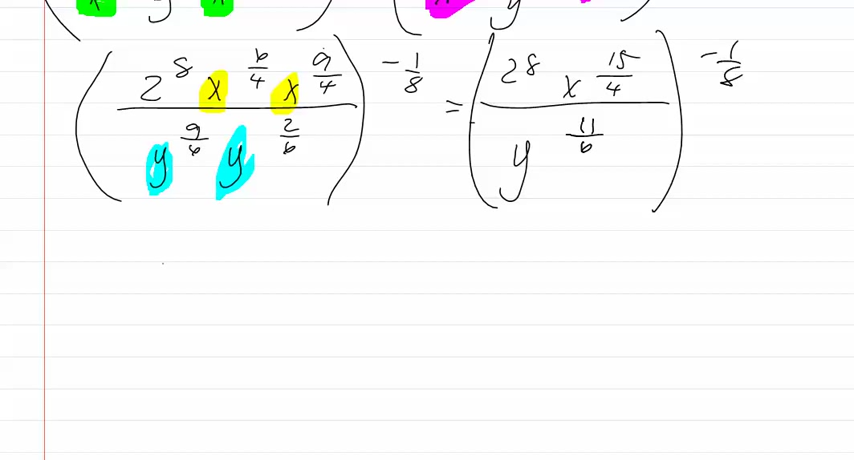 ( 2^8 x^(6/4) x^(9/4) / y^(9/6) y^(2/6) )^(-1/8) = ( 2^8 x^(15/4) / y^(11/6) )^(-1/8)